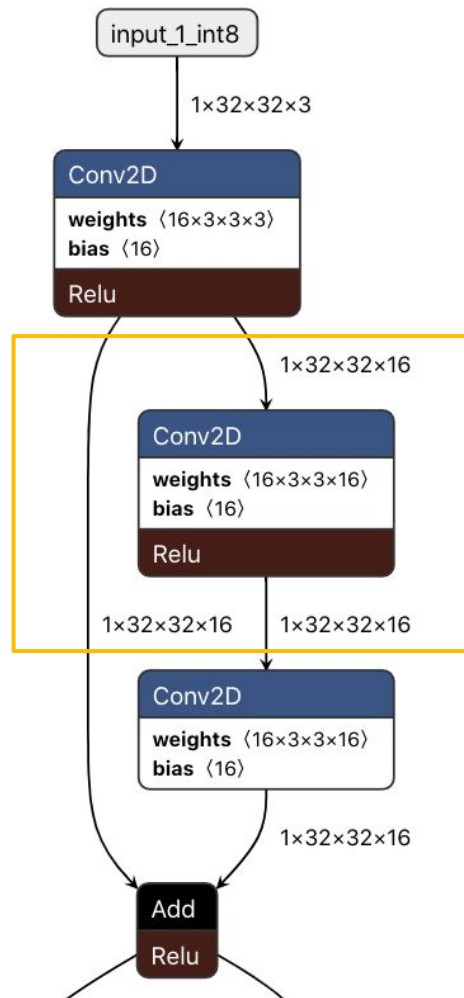 input_1_int8
1×32×32×3
Conv2D
weights ⟨16×3×3×3⟩
bias ⟨16⟩
Relu
1×32×32×16
Conv2D
weights ⟨16×3×3×16⟩
bias ⟨16⟩
Relu
1×32×32×16
1×32×32×16
Conv2D
weights ⟨16×3×3×16⟩
bias ⟨16⟩
1×32×32×16
Add
Relu